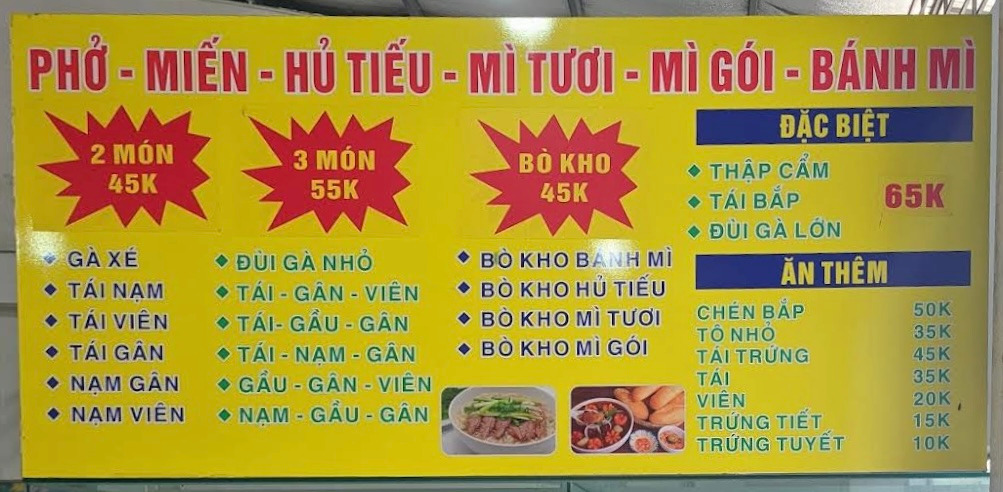 PHỞ - MIẾN - HỦ TIẾU - MÌ TƯƠI - MÌ GÓI - BÁNH MÌ
2 MÓN
45K
GÀ XÉ
TÁI NẠM
TÁI VIÊN
TÁI GÂN
NẠM GÂN
NẠM VIÊN
3 MÓN
55K
ĐÙI GÀ NHỎ
TÁI - GÂN - VIÊN
TÁI- GẦU - GÂN
TÁI - NẠM - GÂN
GẦU - GÂN - VIÊN
NẠM - GẦU - GÂN
BÒ KHO
45K
BÒ KHO BÁNH MÌ
BÒ KHO HỦ TIẾU
BÒ KHO MÌ TƯƠI
BÒ KHO MÌ GÓI
ĐẶC BIỆT
THẬP CẨM
TÁI BẮP
ĐÙI GÀ LỚN
65K
ĂN THÊM
CHÉN BẮP 50K
TÔ NHỎ 35K
TÁI TRỨNG 45K
TÁI 35K
VIÊN 20K
TRỨNG TIẾT 15K
TRỨNG TUYẾT 10K